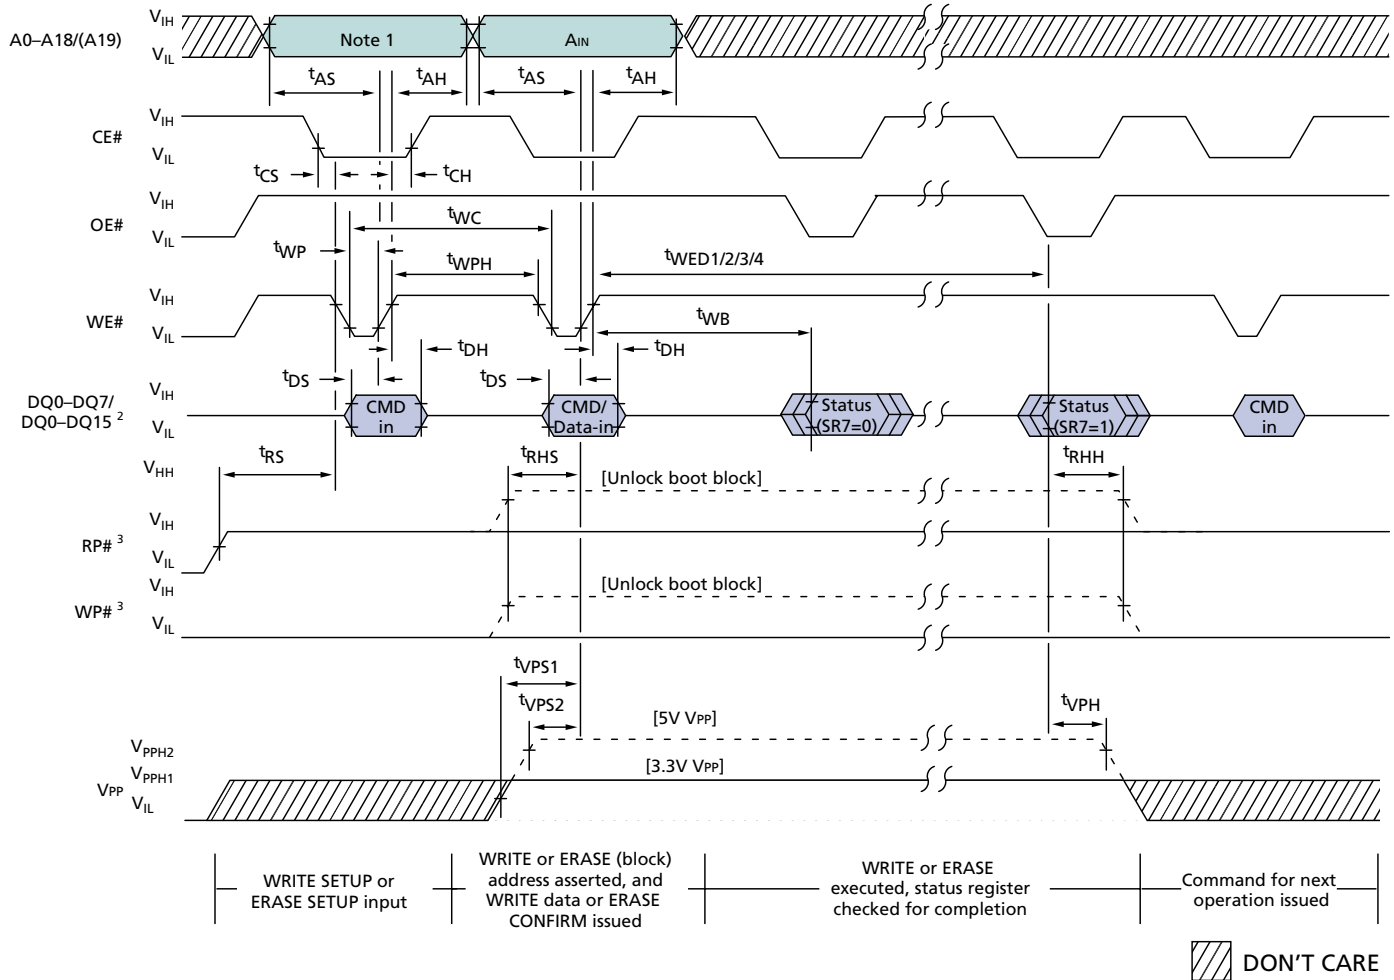 A0–A18/(A19)
VIH
VIL
Note 1
AIN
tAS
tAH
tAS
tAH
CE#
VIH
VIL
tCS
tCH
OE#
VIH
VIL
tWC
tWP
tWPH
tWED1/2/3/4
WE#
VIH
VIL
tWB
tDH
tDH
tDS
tDS
DQ0–DQ7/
DQ0–DQ15 2
VIH
VIL
CMD
in
CMD/
Data-in
Status
(SR7=0)
Status
(SR7=1)
CMD
in
VHH
tRS
tRHS
tRHH
[Unlock boot block]
RP# 3
VIH
VIL
WP# 3
VIH
VIL
[Unlock boot block]
tVPS1
tVPS2
tVPH
[5V VPP]
[3.3V VPP]
VPP
VPPH2
VPPH1
VIL
WRITE SETUP or
ERASE SETUP input
WRITE or ERASE (block)
address asserted, and
WRITE data or ERASE
CONFIRM issued
WRITE or ERASE
executed, status register
checked for completion
Command for next
operation issued
DON'T CARE